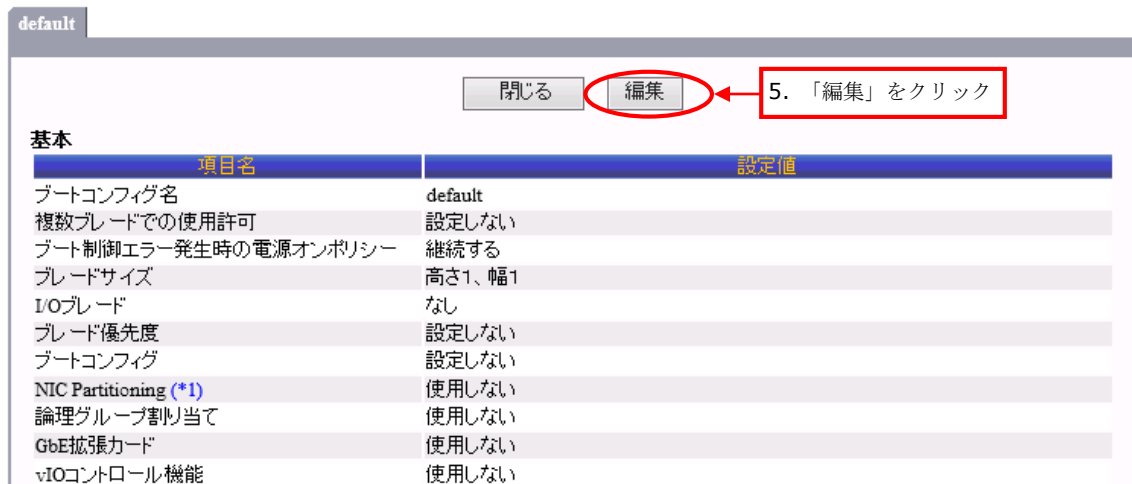 default
閉じる 編集 5. 「編集」をクリック
基本
項目名 設定値
ブートコンフィグ名 default
複数ブレードでの使用許可 設定しない
ブート制御エラー発生時の電源オンポリシー 継続する
ブレードサイズ 高さ1、幅1
I/Oブレード なし
ブレード優先度 設定しない
ブートコンフィグ 設定しない
NIC Partitioning (*1) 使用しない
論理グループ割り当て 使用しない
GbE拡張カード 使用しない
vIOコントロール機能 使用しない